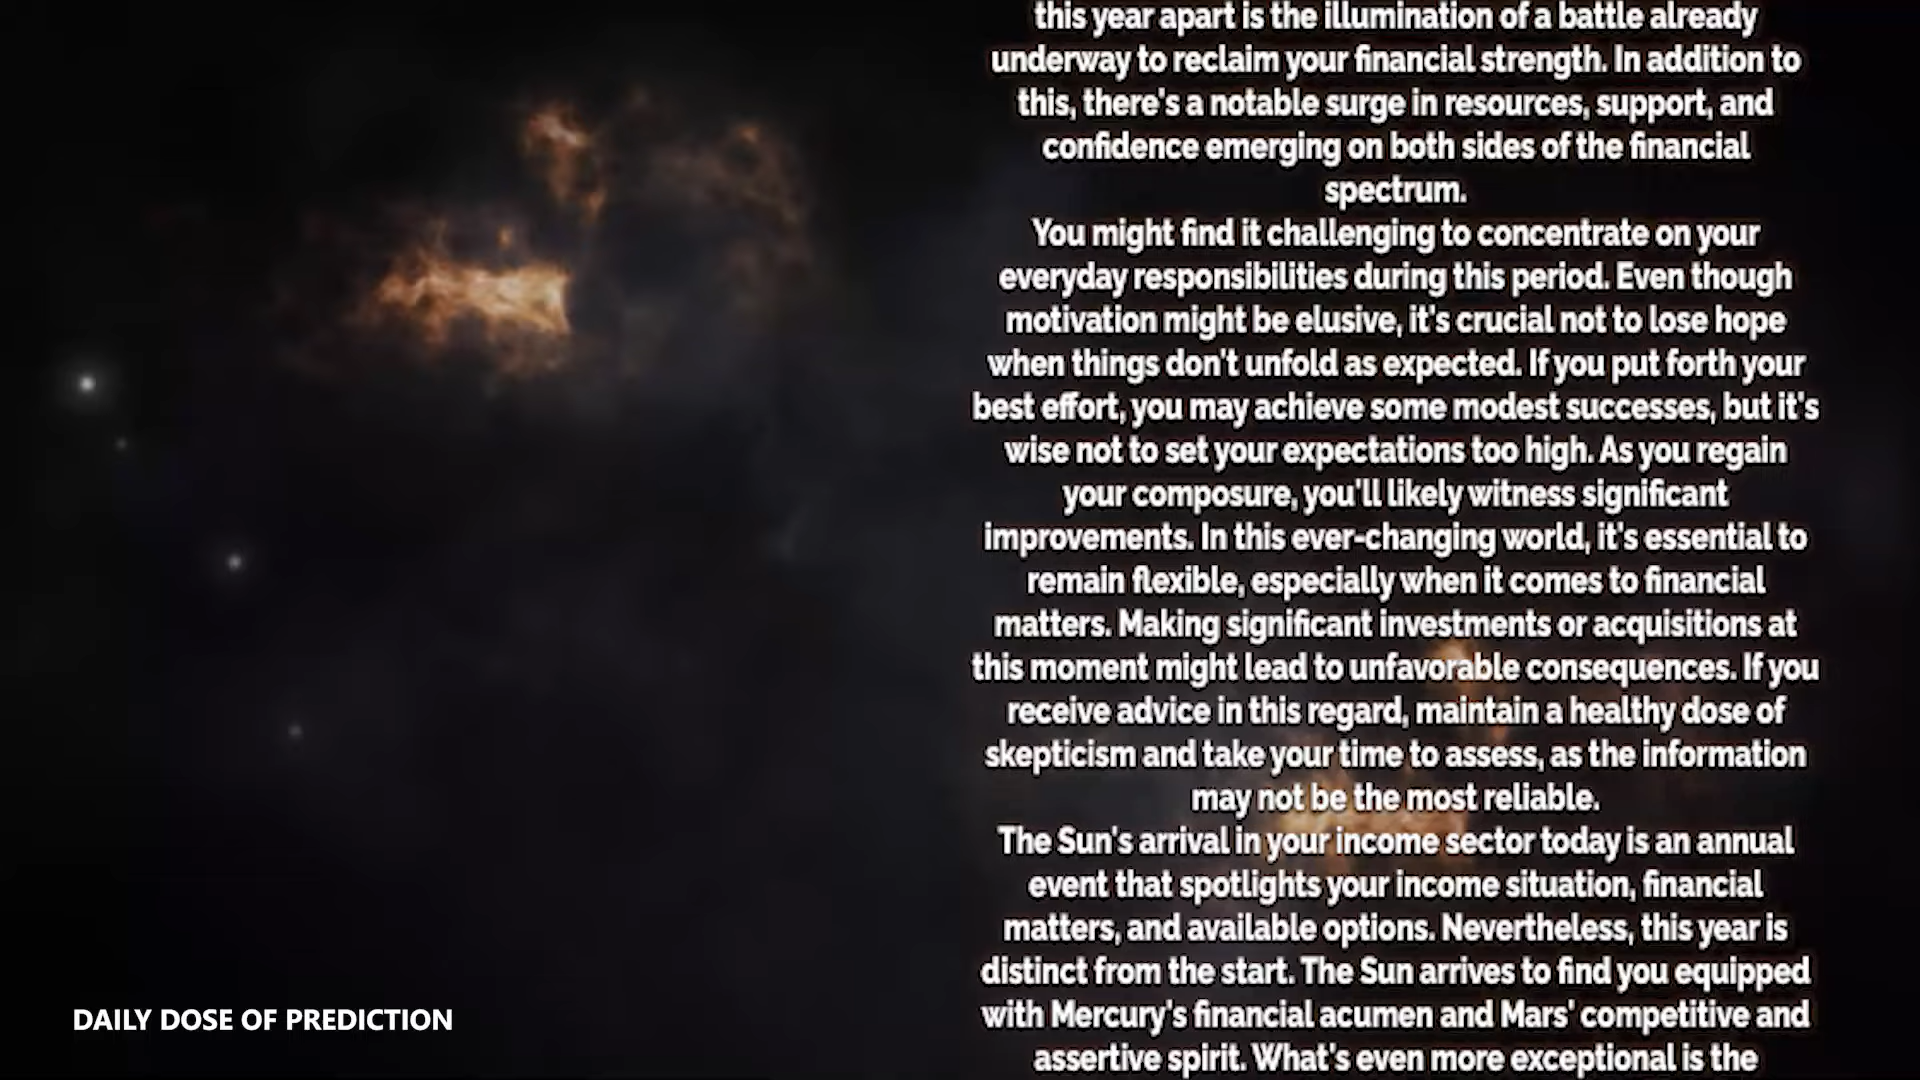 this year apart is the illumination of a battle already
underway to reclaim your financial strength. In addition to
this, there's a notable surge in resources, support, and
confidence emerging on both sides of the financial
spectrum.
You might find it challenging to concentrate on your
everyday responsibilities during this period. Even though
motivation might be elusive, it's crucial not to lose hope
when things don't unfold as expected. If you put forth your
best effort, you may achieve some modest successes, but it's
wise not to set your expectations too high. As you regain
your composure, you'll likely witness significant
improvements. In this ever-changing world, it's essential to
remain flexible, especially when it comes to financial
matters. Making significant investments or acquisitions at
this moment might lead to unfavorable consequences. If you
receive advice in this regard, maintain a healthy dose of
skepticism and take your time to assess, as the information
may not be the most reliable.
The Sun's arrival in your income sector today is an annual
event that spotlights your income situation, financial
matters, and available options. Nevertheless, this year is
distinct from the start. The Sun arrives to find you equipped
with Mercury's financial acumen and Mars' competitive and
assertive spirit. What's even more exceptional is the
DAILY DOSE OF PREDICTION